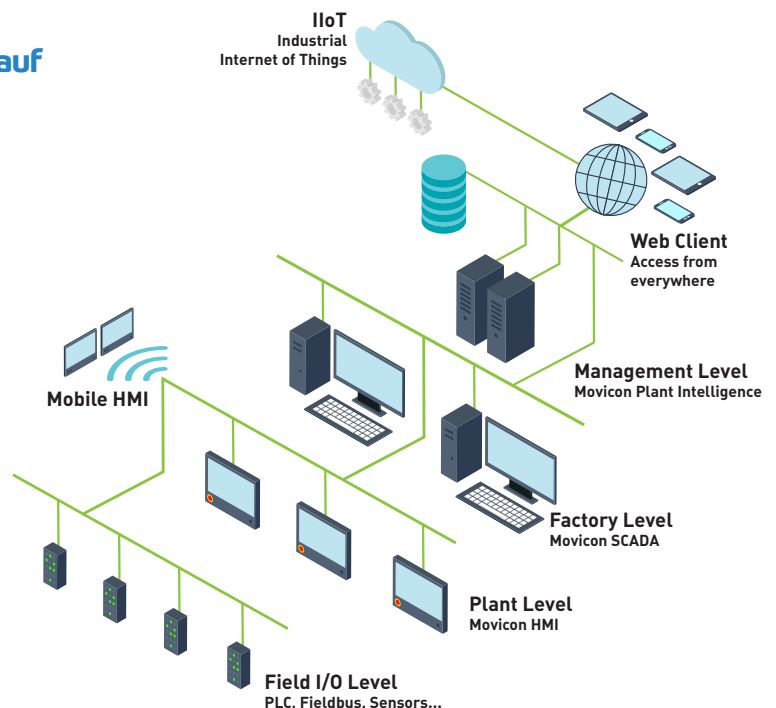 IIoT
Industrial
Internet of Things
auf
Web Client
Access from
everywhere
Management Level
Movicon Plant Intelligence
Mobile HMI
Factory Level
Movicon SCADA
Plant Level
Movicon HMI
Field I/O Level
PLC, Fieldbus, Sensors...